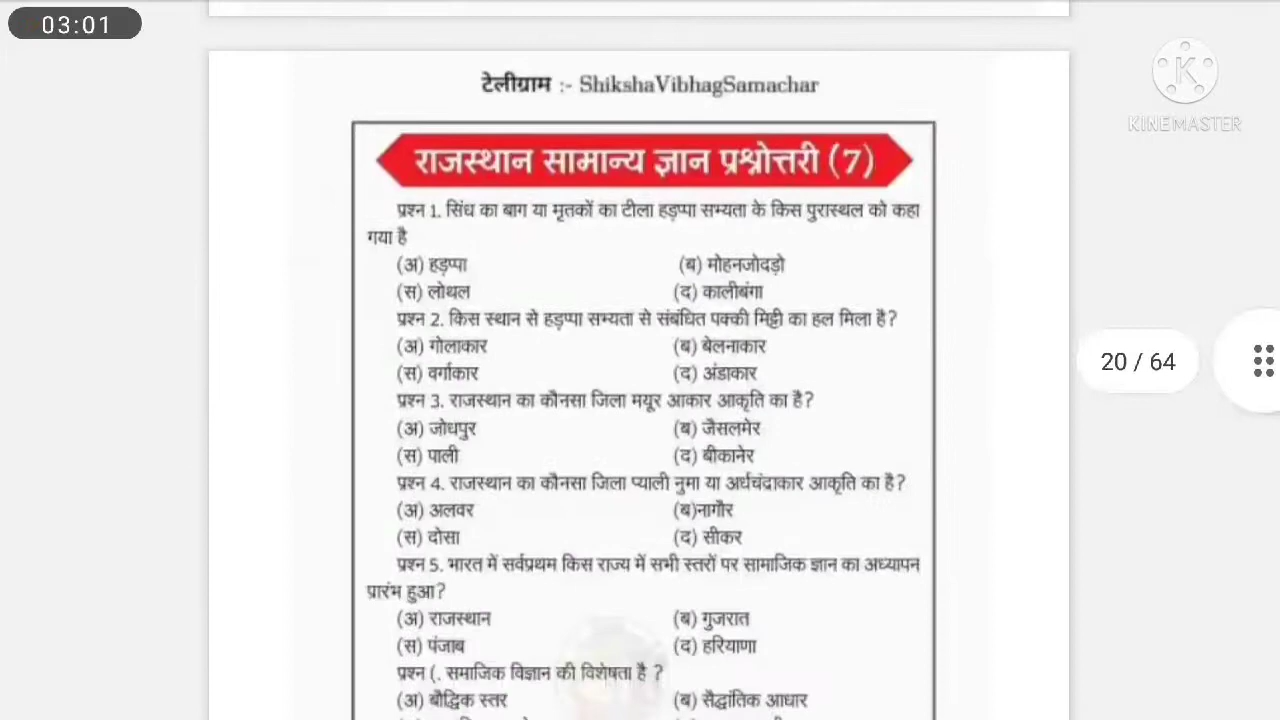 03:01
KINEMASTER
टेलीग्राम :- ShikshaVibhagSamachar
राजस्थान सामान्य ज्ञान प्रश्नोत्तरी (7)
प्रश्न 1. सिंध का बाग या मृतकों का टीला हड़प्पा सभ्यता के किस पुरास्थल को कहा
गया है
(अ) हड़प्पा (ब) मोहनजोदड़ो
(स) लोथल (द) कालीबंगा
प्रश्न 2. किस स्थान से हड़प्पा सभ्यता से संबंधित पक्की मिट्टी का हल मिला है?
(अ) गोलाकार (ब) बेलनाकार
(स) वर्गाकार (द) अंडाकार
प्रश्न 3. राजस्थान का कौनसा जिला मयूर आकार आकृति का है?
(अ) जोधपुर (ब) जैसलमेर
(स) पाली (द) बीकानेर
प्रश्न 4. राजस्थान का कौनसा जिला प्याली नुमा या अर्धचंद्राकार आकृति का है?
(अ) अलवर (ब)नागौर
(स) दोसा (द) सीकर
प्रश्न 5. भारत में सर्वप्रथम किस राज्य में सभी स्तरों पर सामाजिक ज्ञान का अध्यापन
प्रारंभ हुआ?
(अ) राजस्थान (ब) गुजरात
(स) पंजाब (द) हरियाणा
प्रश्न (. समाजिक विज्ञान की विशेषता है ?
(अ) बौद्धिक स्तर (ब) सैद्धांतिक आधार
20 / 64